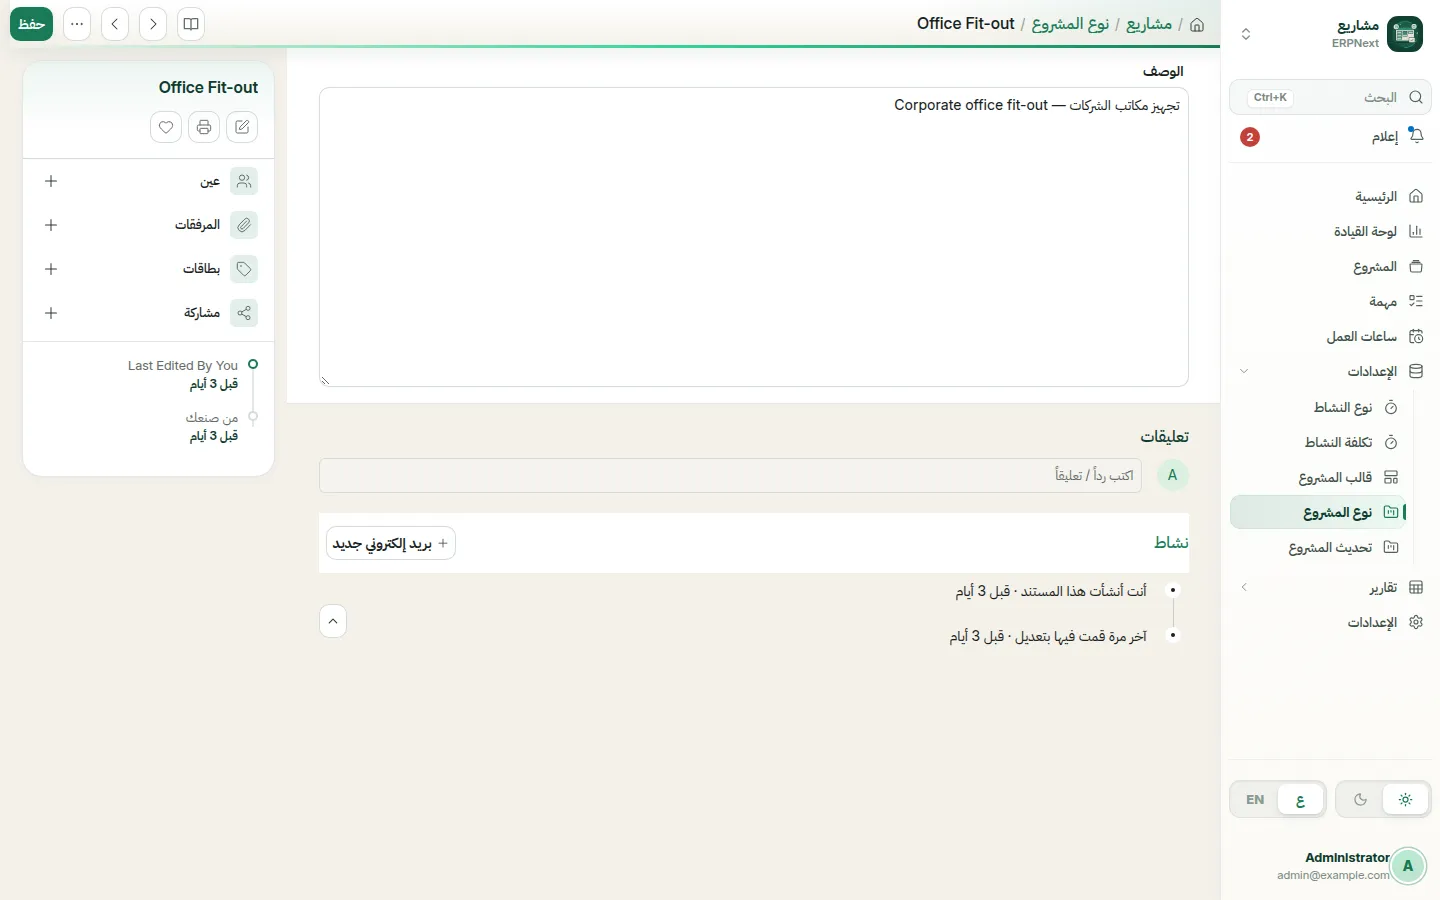 مشاريع
ERPNext
البحث
Ctrl+K
إعلام
2
الرئيسية
لوحة القيادة
المشروع
مهمة
ساعات العمل
الإعدادات
نوع النشاط
تكلفة النشاط
قالب المشروع
نوع المشروع
تحديث المشروع
تقارير
الإعدادات
ع
EN
Administrator
admin@example.com
A
مشاريع / نوع المشروع / Office Fit-out
حفظ
الوصف
تجهيز مكاتب الشركات — Corporate office fit-out
تعليقات
A
اكتب رداً / تعليقاً
نشاط
بريد إلكتروني جديد
أنت أنشأت هذا المستند · قبل 3 أيام
آخر مرة قمت فيها بتعديل · قبل 3 أيام
Office Fit-out
عين
المرفقات
بطاقات
مشاركة
Last Edited By You
قبل 3 أيام
من صنعك
قبل 3 أيام